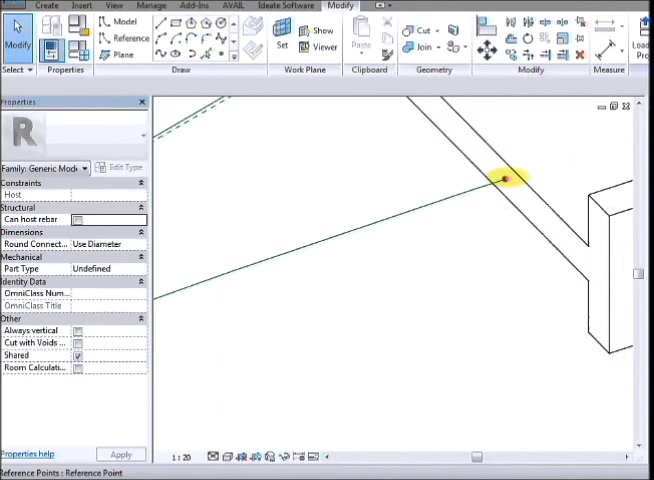 Create Insert View Manage Add-Ins AVAIL Ideate Software Modify
Model
Reference
Plane
Modify
Set
Show
Viewer
Paste
Cut
Join
Select
Properties
Draw
Work Plane
Clipboard
Geometry
Modify
Measure
Properties
Family: Generic Mode
Edit Type
Constraints
Host
Structural
Can host rebar
Dimensions
Round Connect... Use Diameter
Mechanical
Part Type Undefined
Identity Data
OmniClass Num...
OmniClass Title
Other
Always vertical
Cut with Voids ...
Shared
Room Calculati...
Properties help
Apply
1 : 20
Reference Points : Reference Point